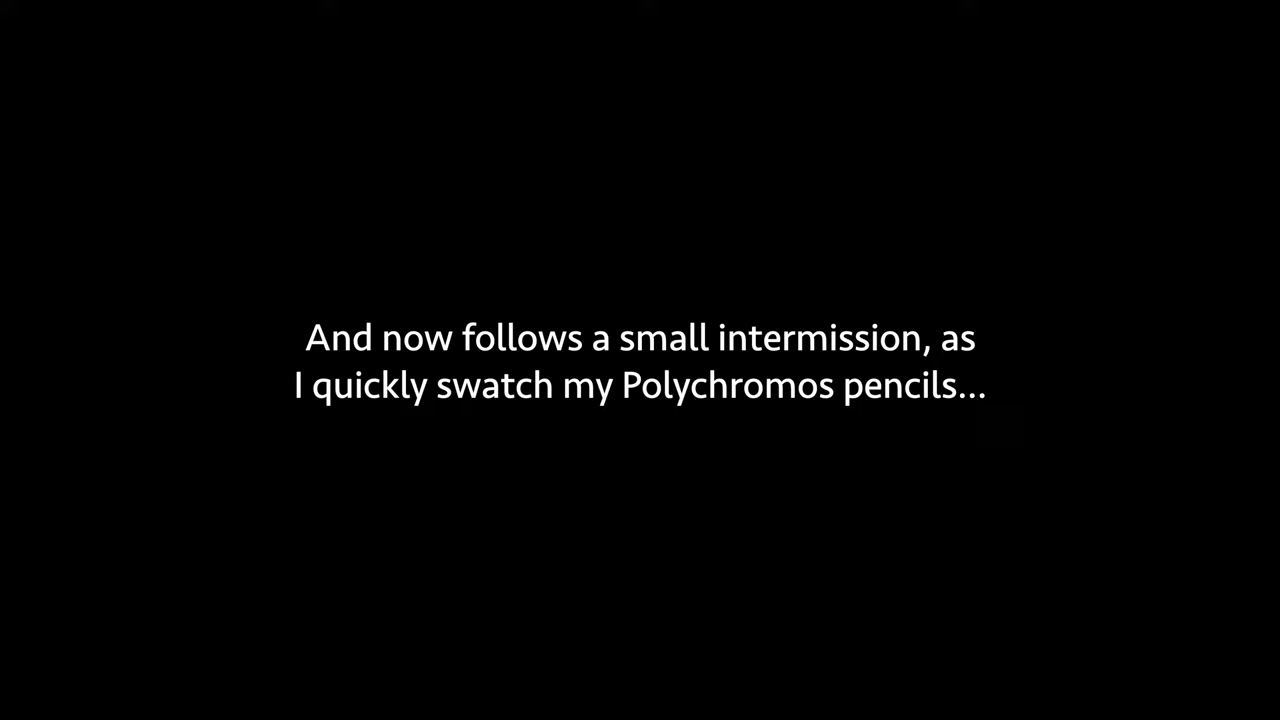 And now follows a small intermission, as
I quickly swatch my Polychromos pencils...